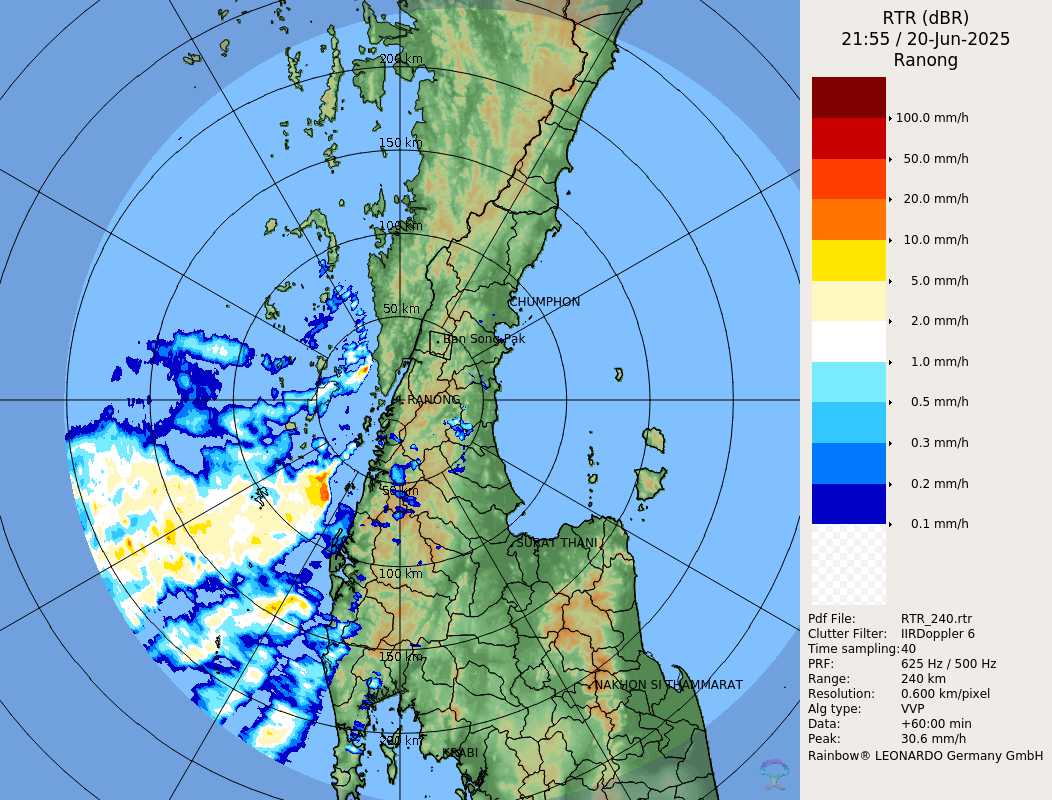 RTR (dBR)
21:55 / 20-Jun-2025
Ranong
100.0 mm/h
50.0 mm/h
20.0 mm/h
10.0 mm/h
5.0 mm/h
2.0 mm/h
1.0 mm/h
0.5 mm/h
0.3 mm/h
0.2 mm/h
0.1 mm/h
Pdf File: RTR_240.rtr
Clutter Filter: IIRDoppler 6
Time sampling: 40
PRF: 625 Hz / 500 Hz
Range: 240 km
Resolution: 0.600 km/pixel
Alg type: VVP
Data: +60:00 min
Peak: 30.6 mm/h
Rainbow® LEONARDO Germany GmbH
200 km
150 km
100 km
50 km
CHUMPHON
Ban Song Pak
RANONG
50 km
SURAT THANI
100 km
150 km
NAKHON SI THAMMARAT
200 km
KRABI